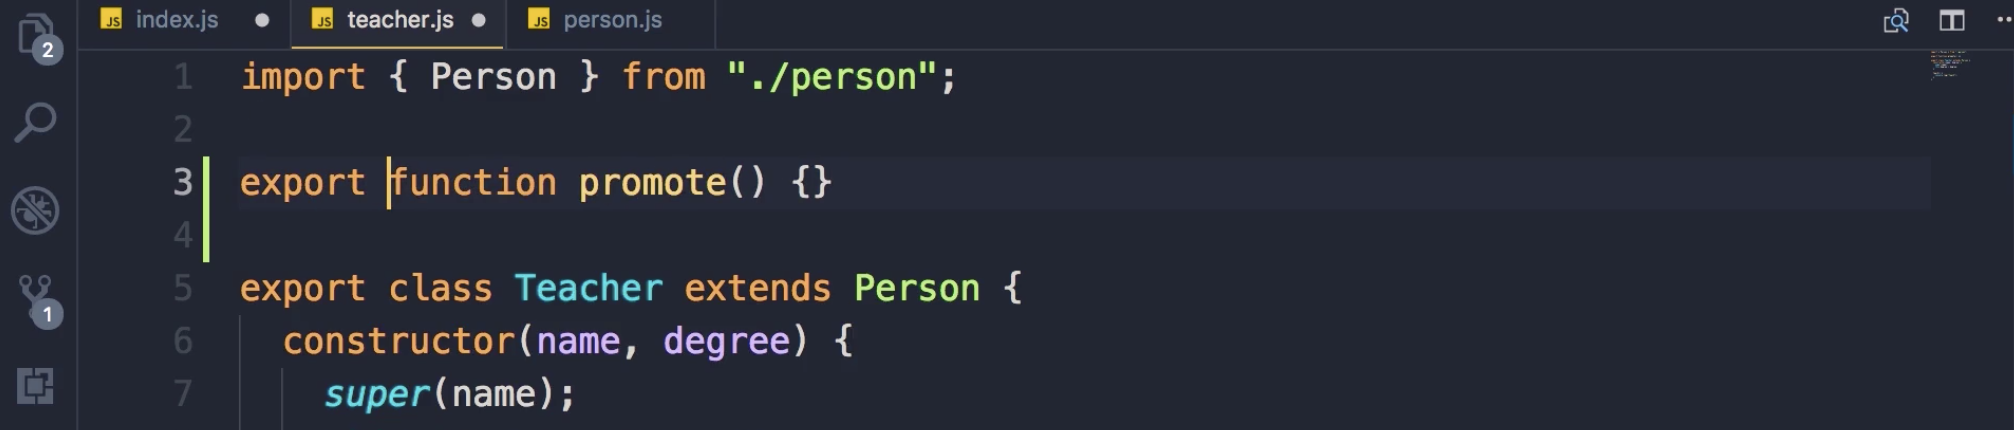 JS index.js JS teacher.js JS person.js
2
1 import { Person } from "./person";
2
3 export function promote() {}
4
5 export class Teacher extends Person {
1
6 constructor(name, degree) {
7 super(name);